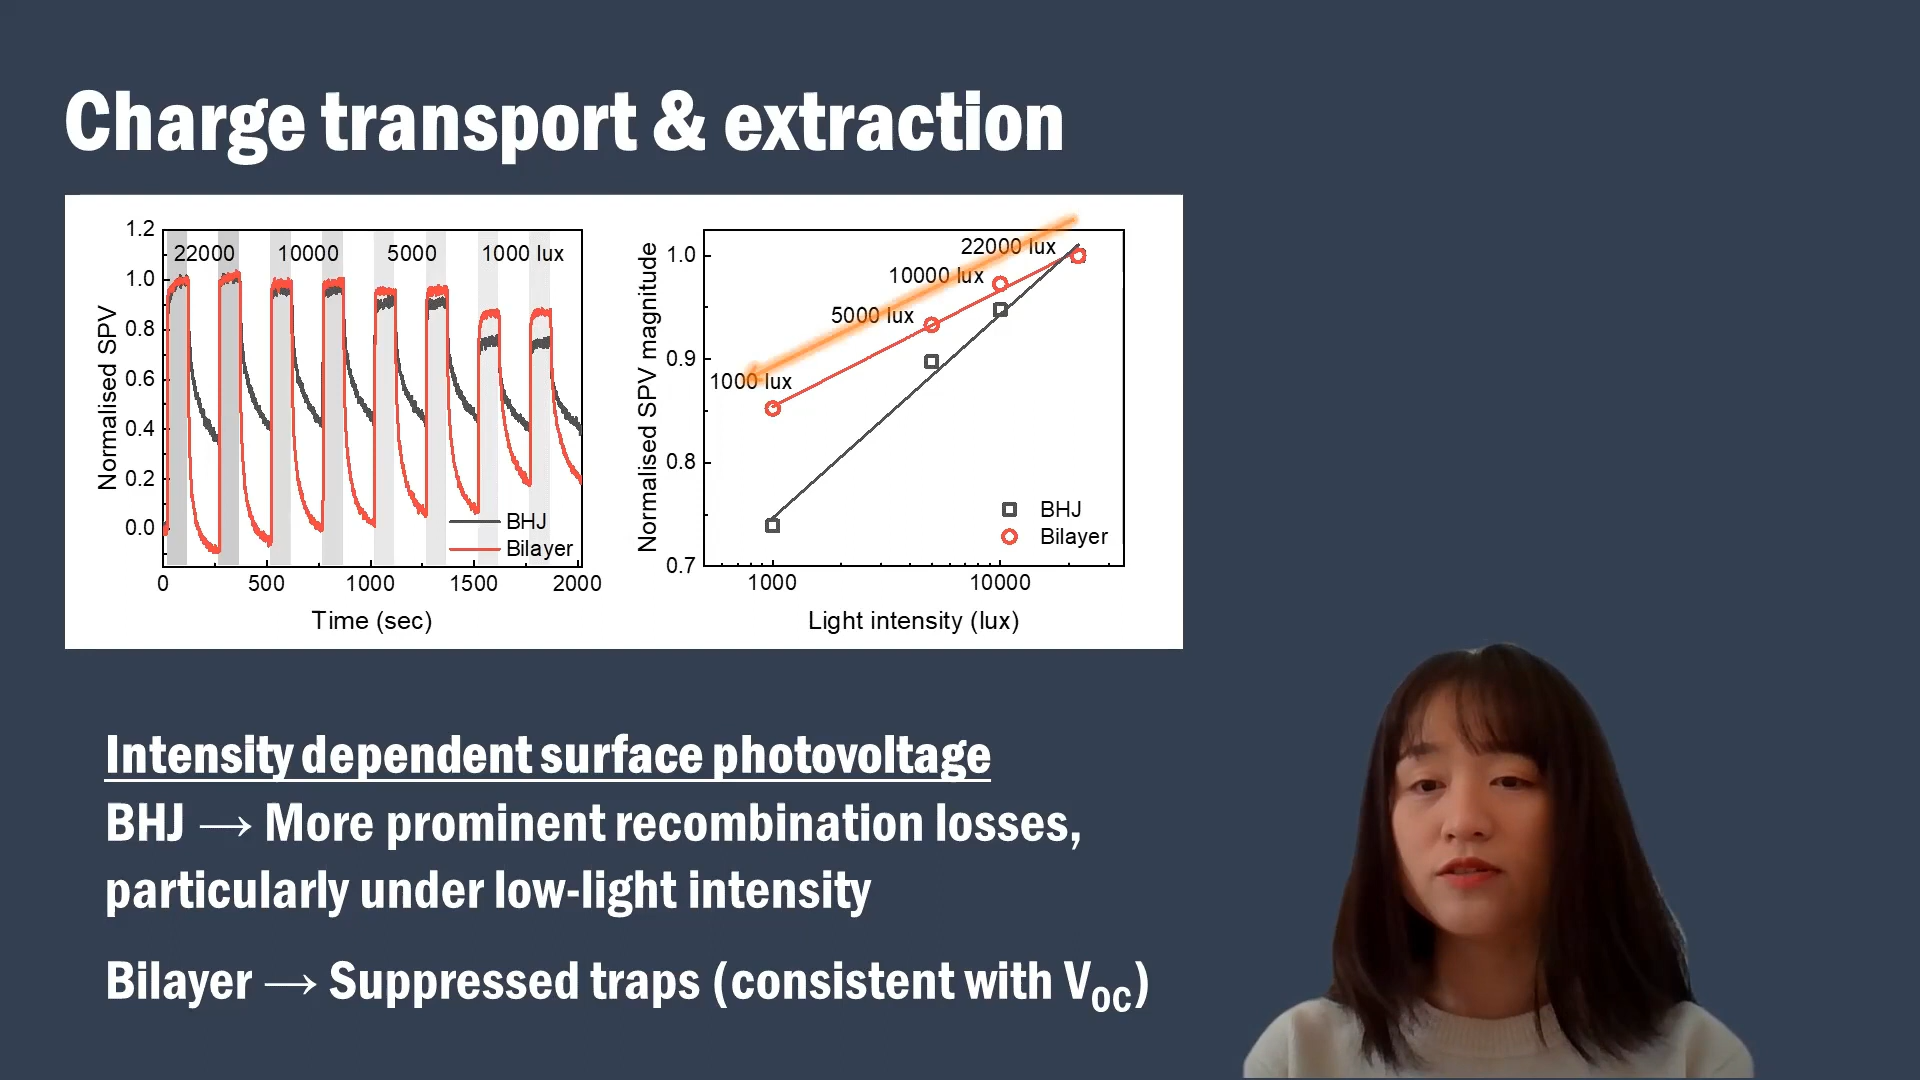 Charge transport & extraction
1.2
1.0
0.8
0.6
0.4
0.2
0.0
Normalised SPV
22000
10000
5000
1000 lux
BHJ
Bilayer
0
500
1000
1500
2000
Time (sec)
1.0
0.9
0.8
0.7
Normalised SPV magnitude
22000 lux
10000 lux
5000 lux
1000 lux
BHJ
Bilayer
1000
10000
Light intensity (lux)
Intensity dependent surface photovoltage
BHJ → More prominent recombination losses,
particularly under low-light intensity
Bilayer → Suppressed traps (consistent with VOC)